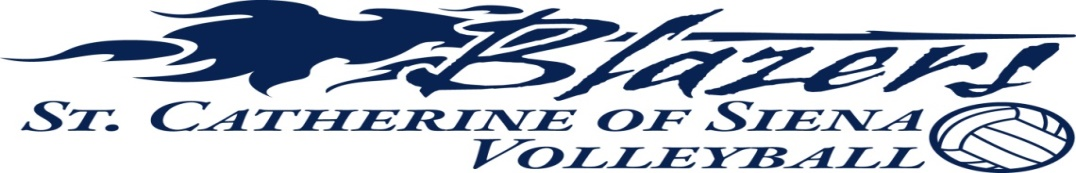 Blazers
ST. CATHERINE OF SIENA
VOLLEYBALL